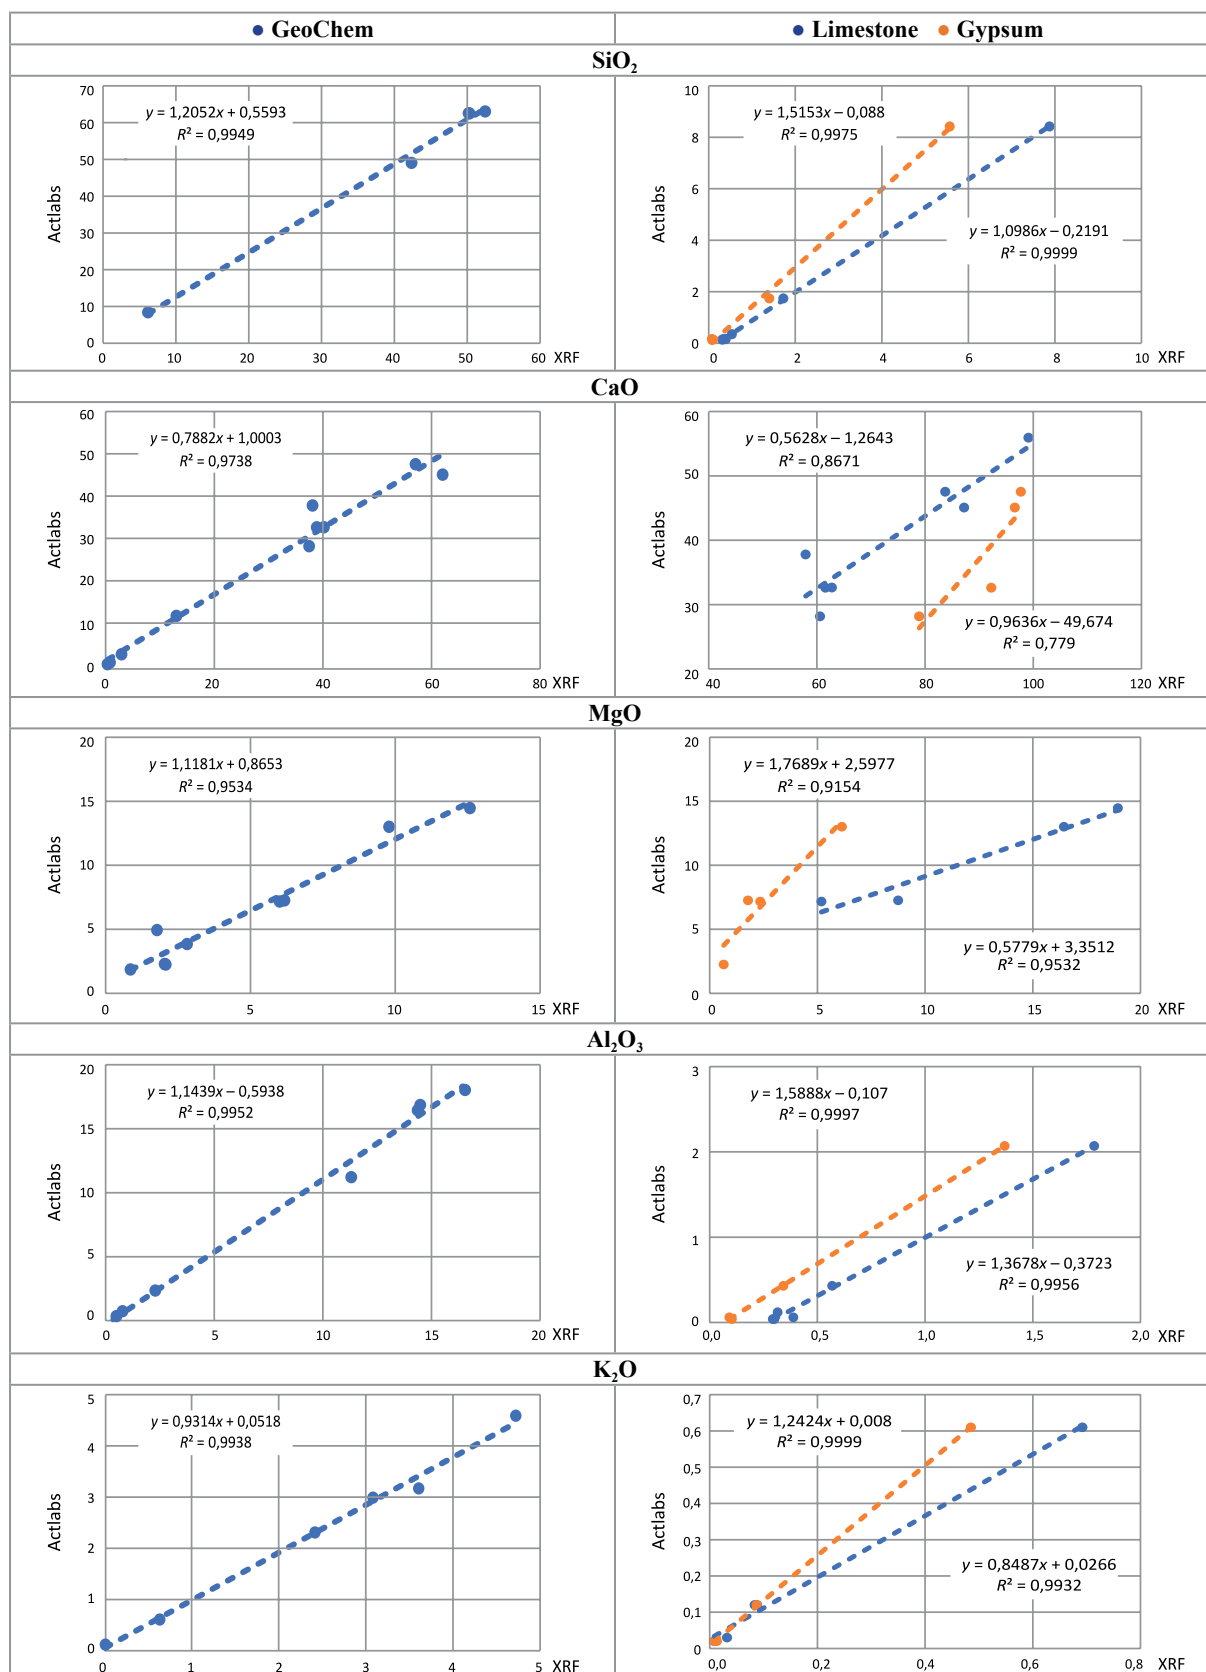 GeoChem
Limestone Gypsum
SiO₂
70
60
50
40
30
20
10
0
Actlabs
y = 1,2052x + 0,5593
R² = 0,9949
0 10 20 30 40 50 60 XRF
10
8
6
4
2
0
Actlabs
y = 1,5153x – 0,088
R² = 0,9975
y = 1,0986x – 0,2191
R² = 0,9999
0 2 4 6 8 10 XRF
CaO
60
50
40
30
20
10
0
Actlabs
y = 0,7882x + 1,0003
R² = 0,9738
0 20 40 60 80 XRF
60
50
40
30
20
Actlabs
y = 0,5628x – 1,2643
R² = 0,8671
y = 0,9636x – 49,674
R² = 0,779
40 60 80 100 120 XRF
MgO
20
15
10
5
0
Actlabs
y = 1,1181x + 0,8653
R² = 0,9534
0 5 10 15 XRF
20
15
10
5
0
Actlabs
y = 1,7689x + 2,5977
R² = 0,9154
y = 0,5779x + 3,3512
R² = 0,9532
0 5 10 15 20 XRF
Al₂O₃
20
15
10
5
0
Actlabs
y = 1,1439x – 0,5938
R² = 0,9952
0 5 10 15 20 XRF
3
2
1
0
Actlabs
y = 1,5888x – 0,107
R² = 0,9997
y = 1,3678x – 0,3723
R² = 0,9956
0,0 0,5 1,0 1,5 2,0 XRF
K₂O
5
4
3
2
1
0
Actlabs
y = 0,9314x + 0,0518
R² = 0,9938
0 1 2 3 4 5 XRF
0,7
0,6
0,5
0,4
0,3
0,2
0,1
0
Actlabs
y = 1,2424x + 0,008
R² = 0,9999
y = 0,8487x + 0,0266
R² = 0,9932
0,0 0,2 0,4 0,6 0,8 XRF